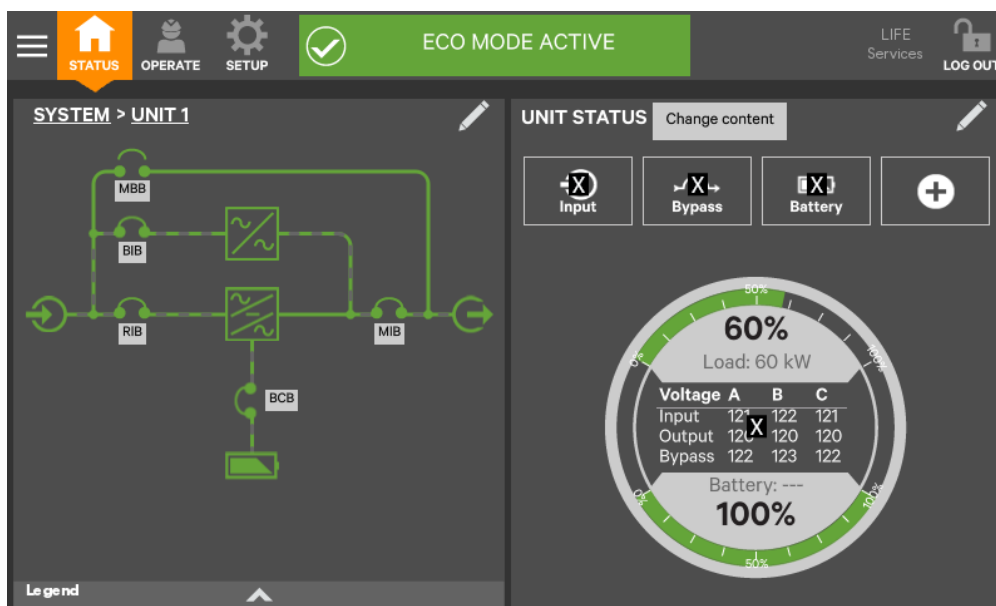 STATUS
OPERATE
SETUP
ECO MODE ACTIVE
LIFE
Services
LOG OUT
SYSTEM > UNIT 1
MBB
BIB
RIB
MIB
BCB
Legend
UNIT STATUS
Change content
X
Input
X
Bypass
X
Battery
50%
60%
Load: 60 kW
0%
100%
Voltage A B C
Input 121 122 121
Output 120 120 120
X
Bypass 122 123 122
Battery: ---
100%
0%
100%
50%